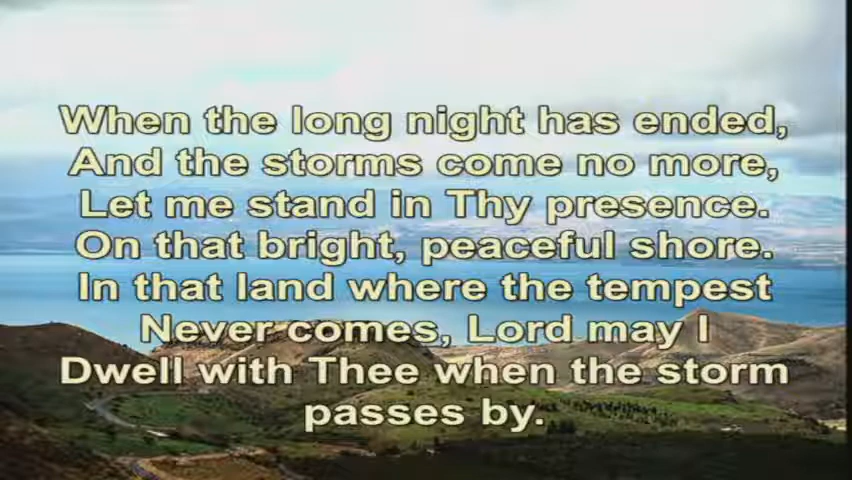 When the long night has ended,
And the storms come no more,
Let me stand in Thy presence.
On that bright, peaceful shore.
In that land where the tempest
Never comes, Lord may I
Dwell with Thee when the storm
passes by.